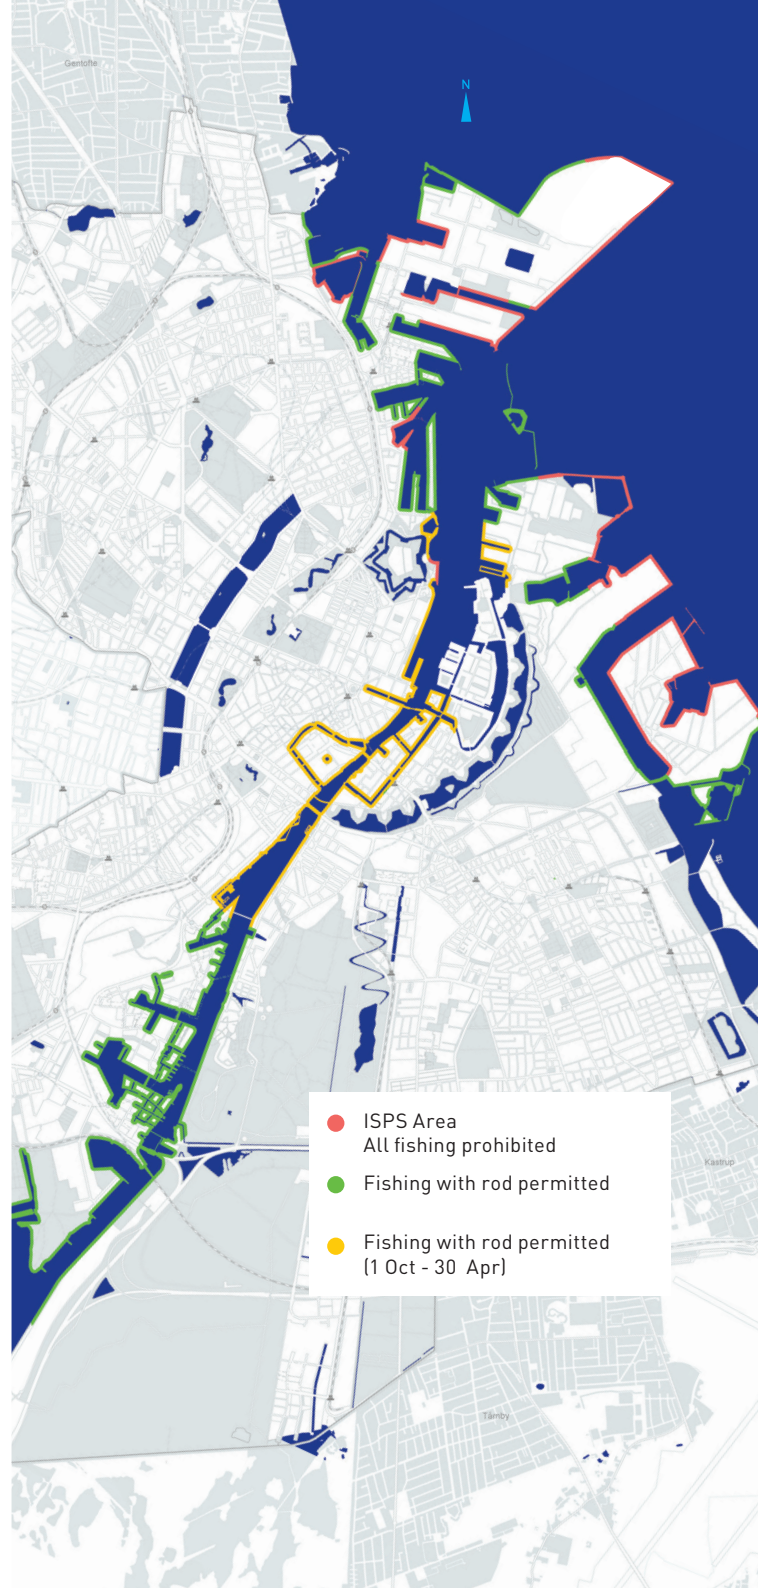 Gentofte
N
ISPS Area
All fishing prohibited
Fishing with rod permitted
Fishing with rod permitted
(1 Oct - 30 Apr)
Kastrup
Tårnby